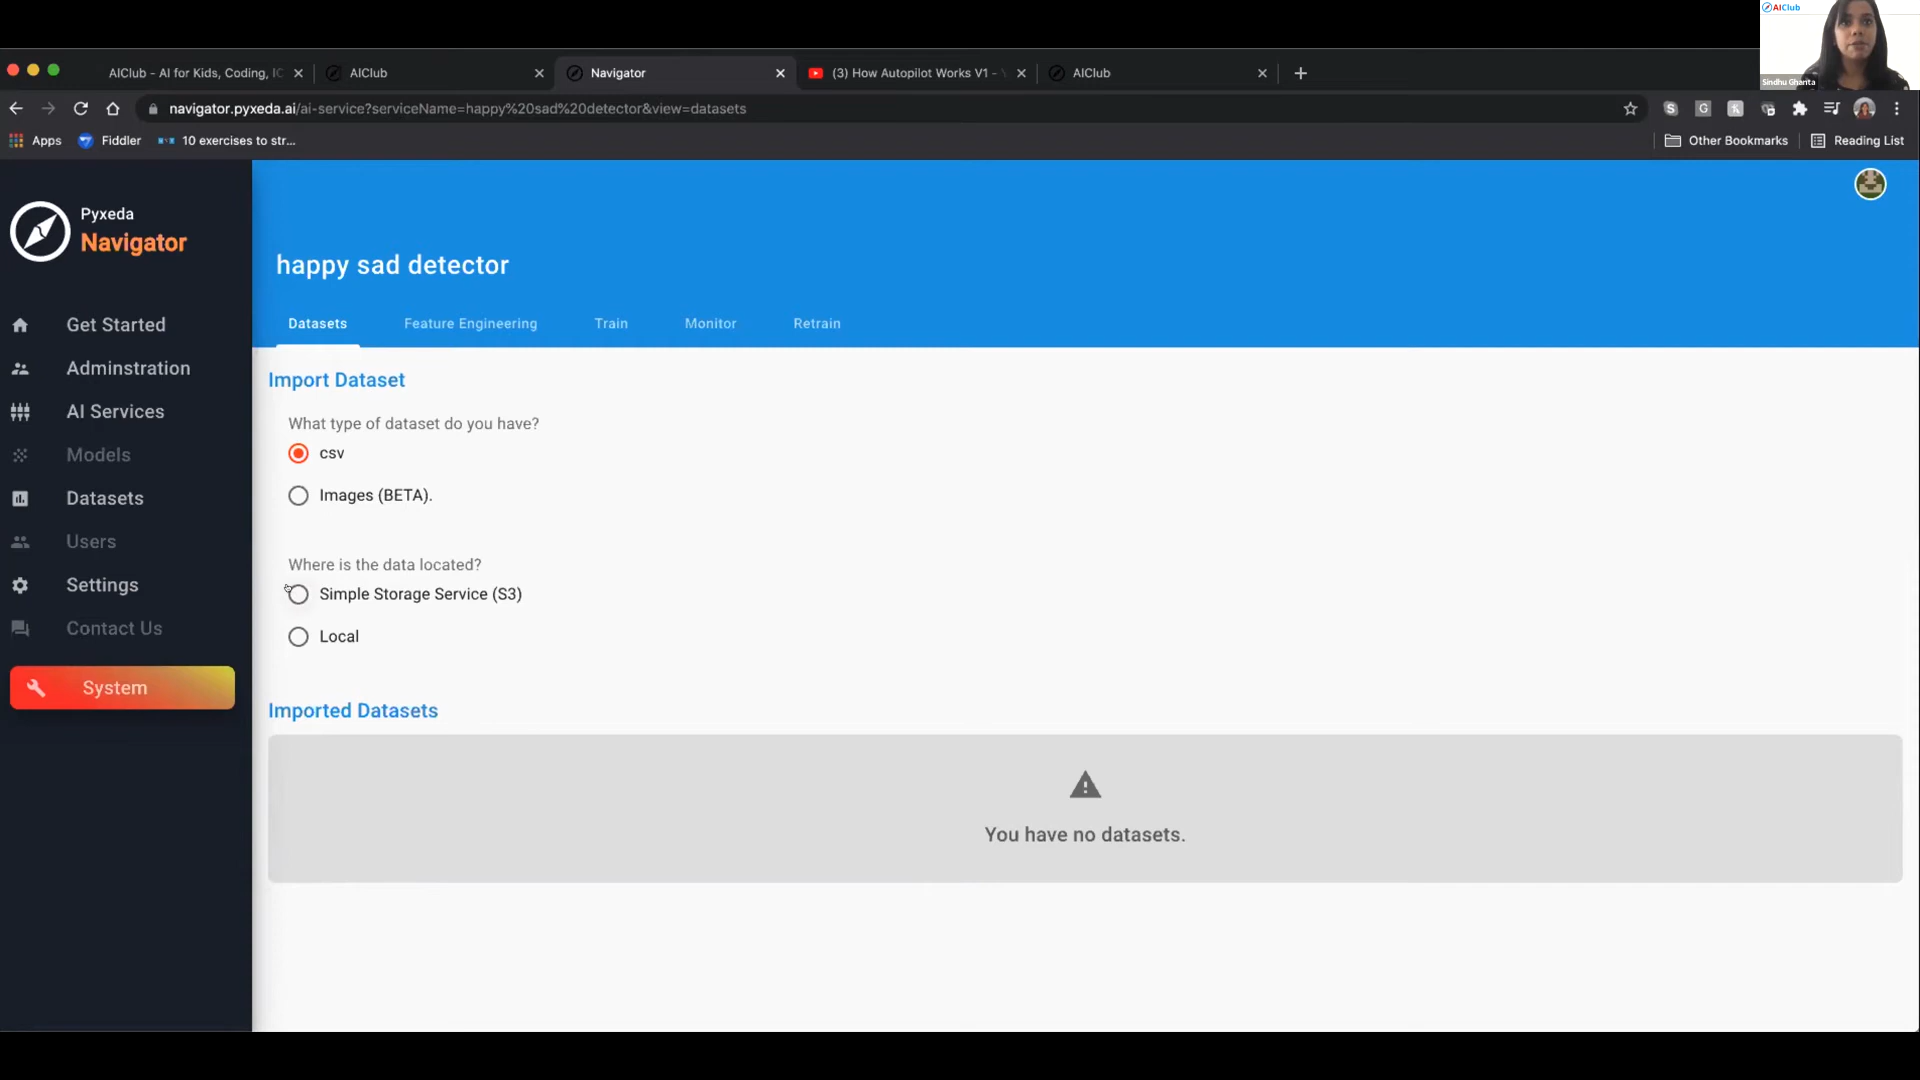 AIClub
Sindhu Ghanta
AIClub - AI for Kids, Coding, IC
AIClub
Navigator
(3) How Autopilot Works V1 -
AIClub
navigator.pyxeda.ai/ai-service?serviceName=happy%20sad%20detector&view=datasets
Apps
Fiddler
10 exercises to str...
Other Bookmarks
Reading List
Pyxeda
Navigator
Get Started
Adminstration
AI Services
Models
Datasets
Users
Settings
Contact Us
System
happy sad detector
Datasets
Feature Engineering
Train
Monitor
Retrain
Import Dataset
What type of dataset do you have?
csv
Images (BETA).
Where is the data located?
Simple Storage Service (S3)
Local
Imported Datasets
You have no datasets.